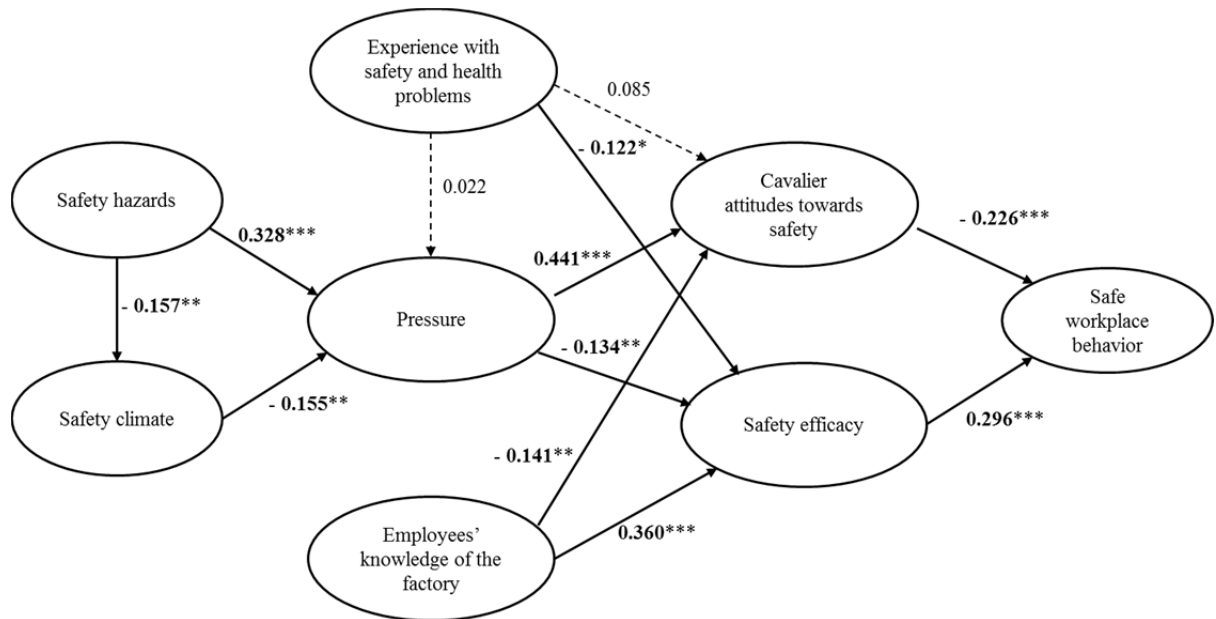 Experience with
safety and health
problems
0.085
- 0.122*
Safety hazards
0.022
Cavalier
attitudes towards
safety
0.328***
0.441***
- 0.226***
- 0.157**
Pressure
Safe
workplace
behavior
- 0.134**
- 0.155**
Safety climate
Safety efficacy
0.296***
- 0.141**
0.360***
Employees’
knowledge of the
factory